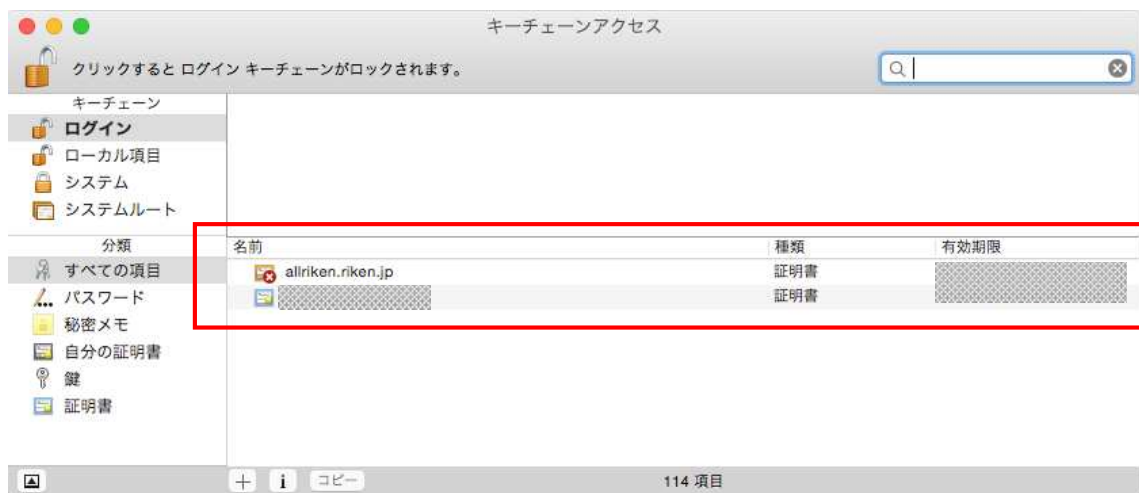 キーチェーンアクセス
クリックすると ログイン キーチェーンがロックされます。
キーチェーン
ログイン
ローカル項目
システム
システムルート
分類
すべての項目
パスワード
秘密メモ
自分の証明書
鍵
証明書
名前 種類 有効期限
allriken.riken.jp 証明書
証明書
+ i コピー 114 項目